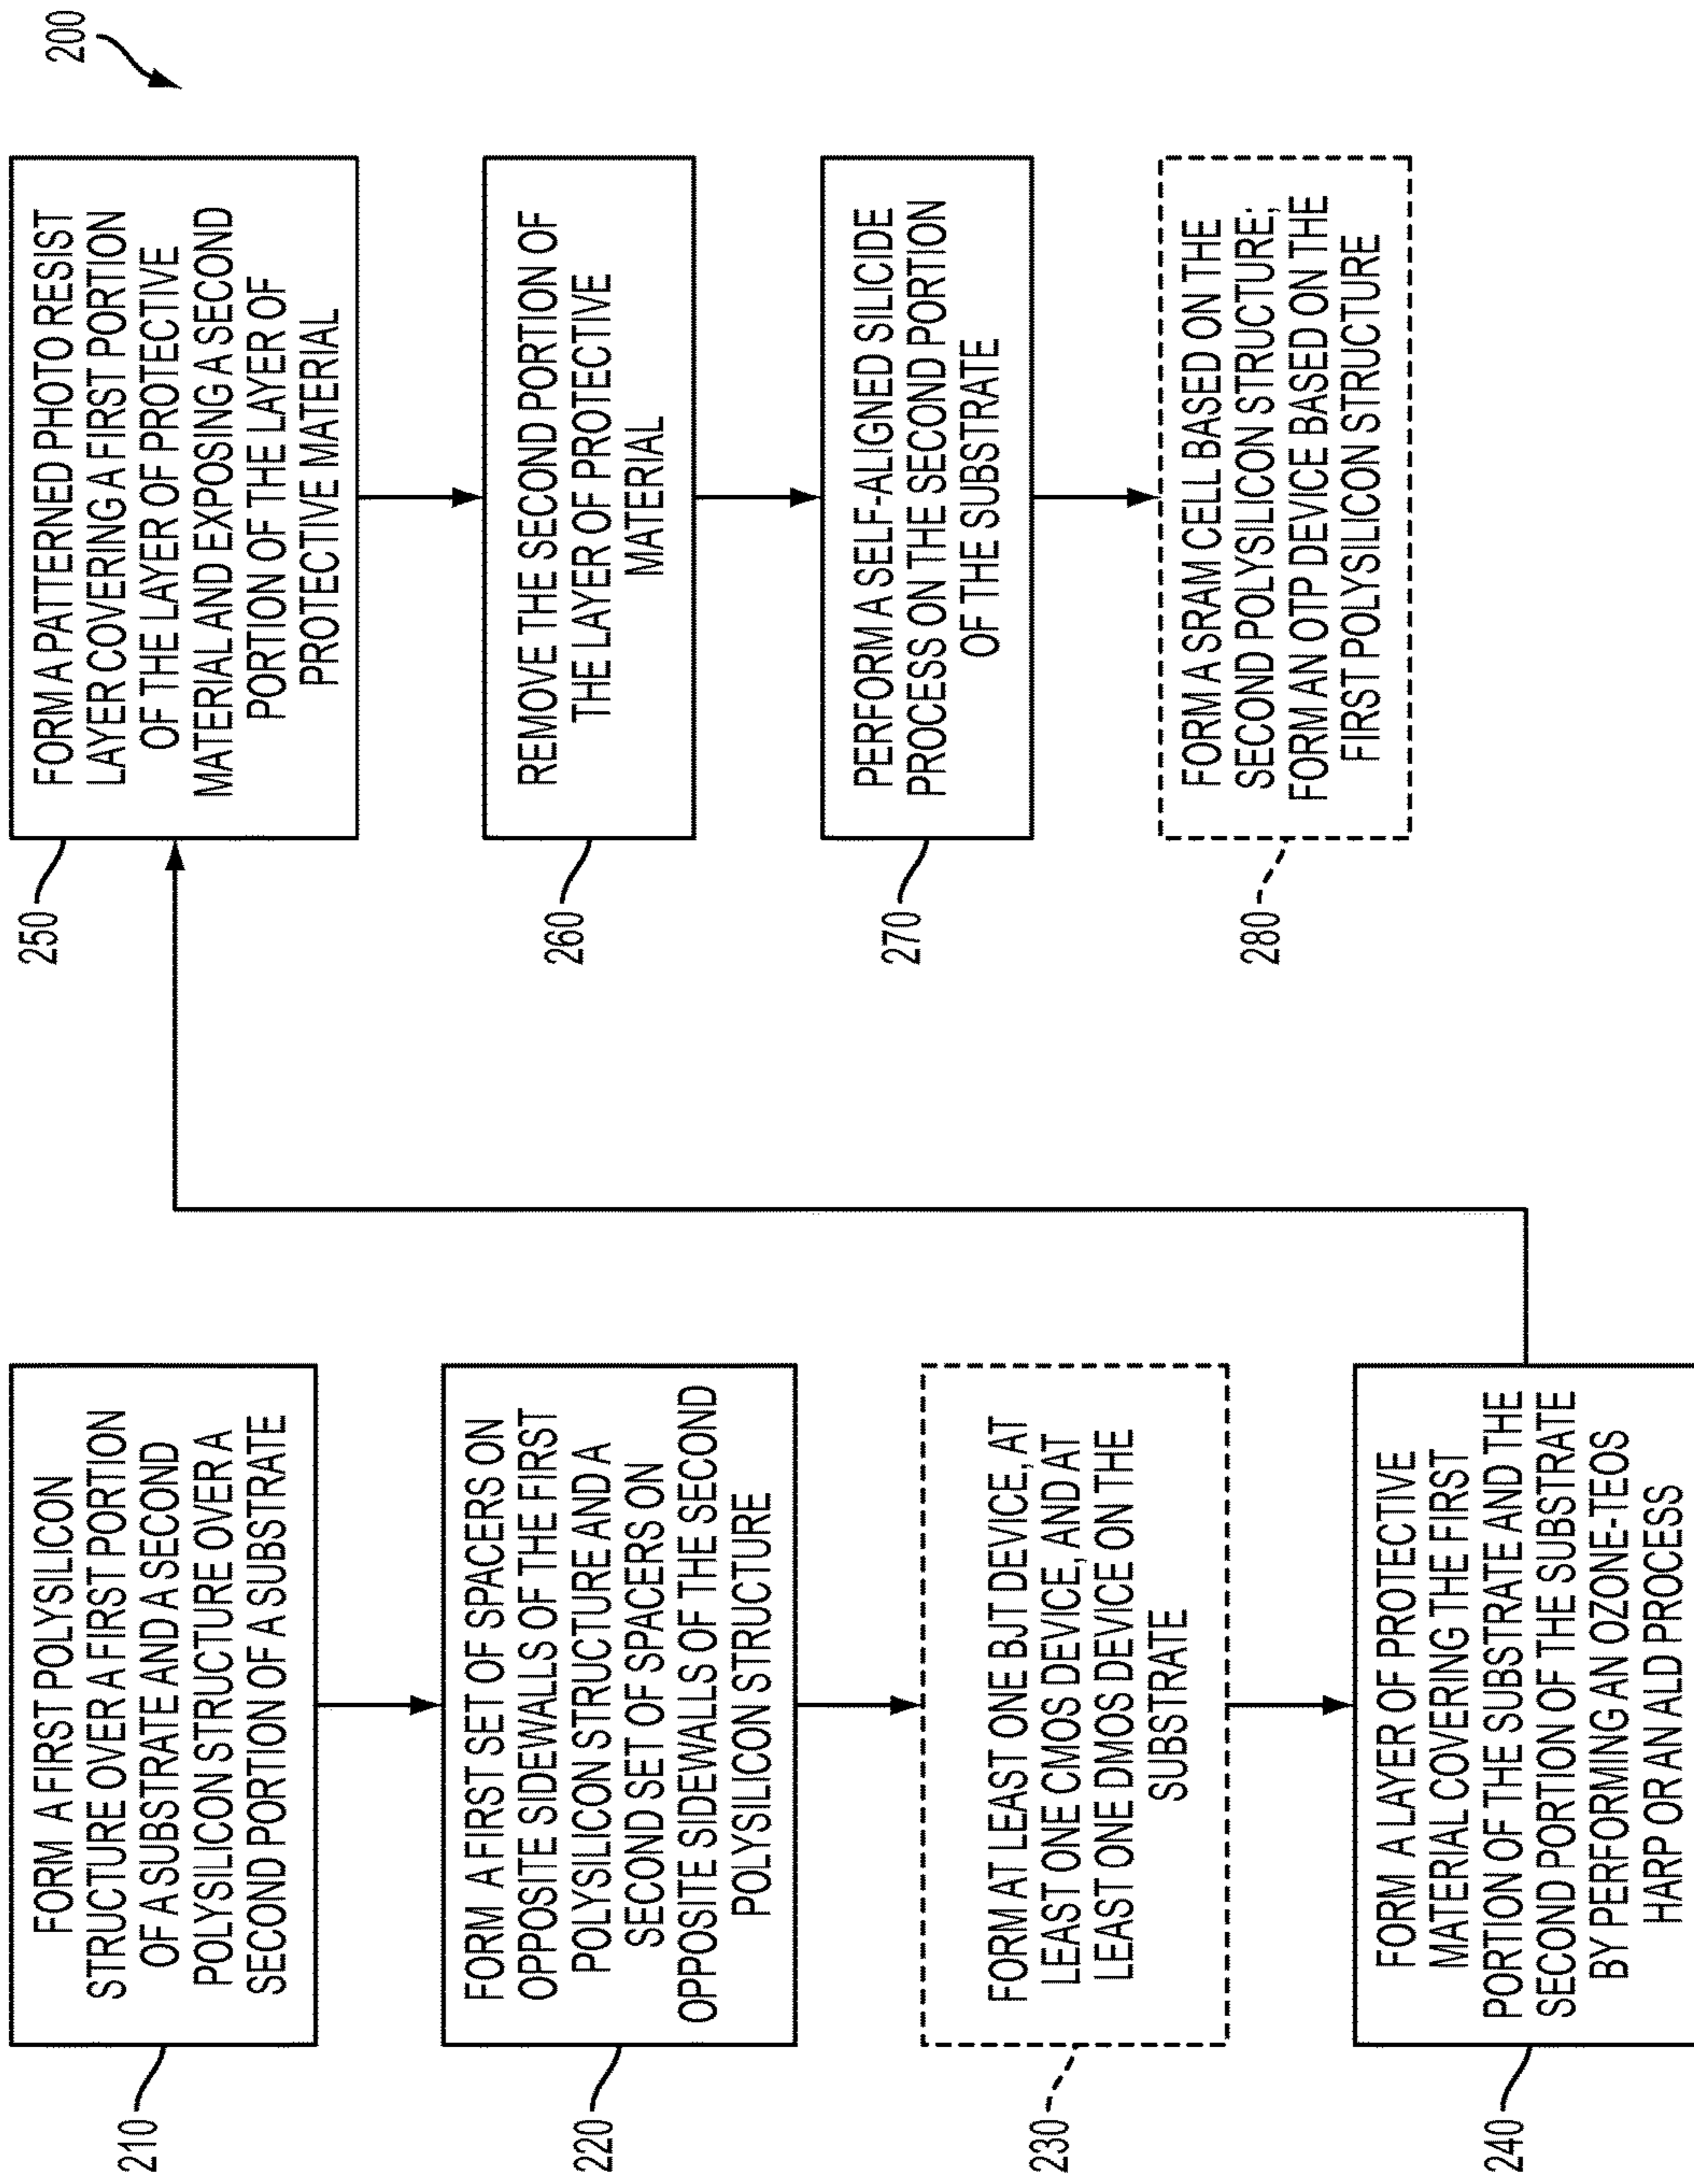 200
210
FORM A FIRST POLYSILICON
STRUCTURE OVER A FIRST PORTION
OF A SUBSTRATE AND A SECOND
POLYSILICON STRUCTURE OVER A
SECOND PORTION OF A SUBSTRATE
220
FORM A FIRST SET OF SPACERS ON
OPPOSITE SIDEWALLS OF THE FIRST
POLYSILICON STRUCTURE AND A
SECOND SET OF SPACERS ON
OPPOSITE SIDEWALLS OF THE SECOND
POLYSILICON STRUCTURE
230
FORM AT LEAST ONE BJT DEVICE, AT
LEAST ONE CMOS DEVICE, AND AT
LEAST ONE DMOS DEVICE ON THE
SUBSTRATE
240
FORM A LAYER OF PROTECTIVE
MATERIAL COVERING THE FIRST
PORTION OF THE SUBSTRATE AND THE
SECOND PORTION OF THE SUBSTRATE
BY PERFORMING AN OZONE-TEOS
HARP OR AN ALD PROCESS
250
FORM A PATTERNED PHOTO RESIST
LAYER COVERING A FIRST PORTION
OF THE LAYER OF PROTECTIVE
MATERIAL AND EXPOSING A SECOND
PORTION OF THE LAYER OF
PROTECTIVE MATERIAL
260
REMOVE THE SECOND PORTION OF
THE LAYER OF PROTECTIVE
MATERIAL
270
PERFORM A SELF-ALIGNED SILICIDE
PROCESS ON THE SECOND PORTION
OF THE SUBSTRATE
280
FORM A SRAM CELL BASED ON THE
SECOND POLYSILICON STRUCTURE;
FORM AN OTP DEVICE BASED ON THE
FIRST POLYSILICON STRUCTURE